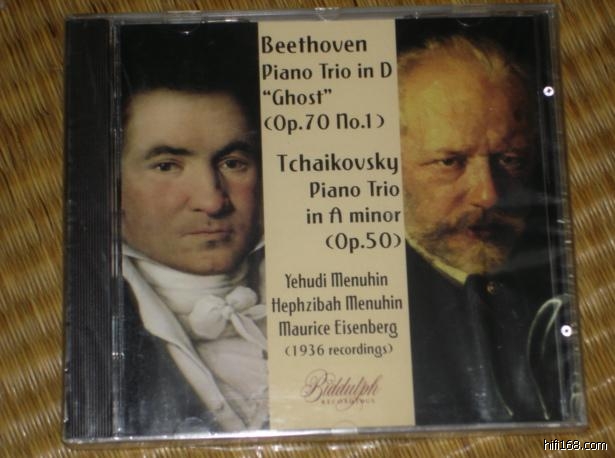 Beethoven
Piano Trio in D
“Ghost”
(Op.70 No.1)
Tchaikovsky
Piano Trio
in A minor
(Op.50)
Yehudi Menuhin
Hephzibah Menuhin
Maurice Eisenberg
(1936 recordings)
Biddulph
RECORDINGS
hifi168.com